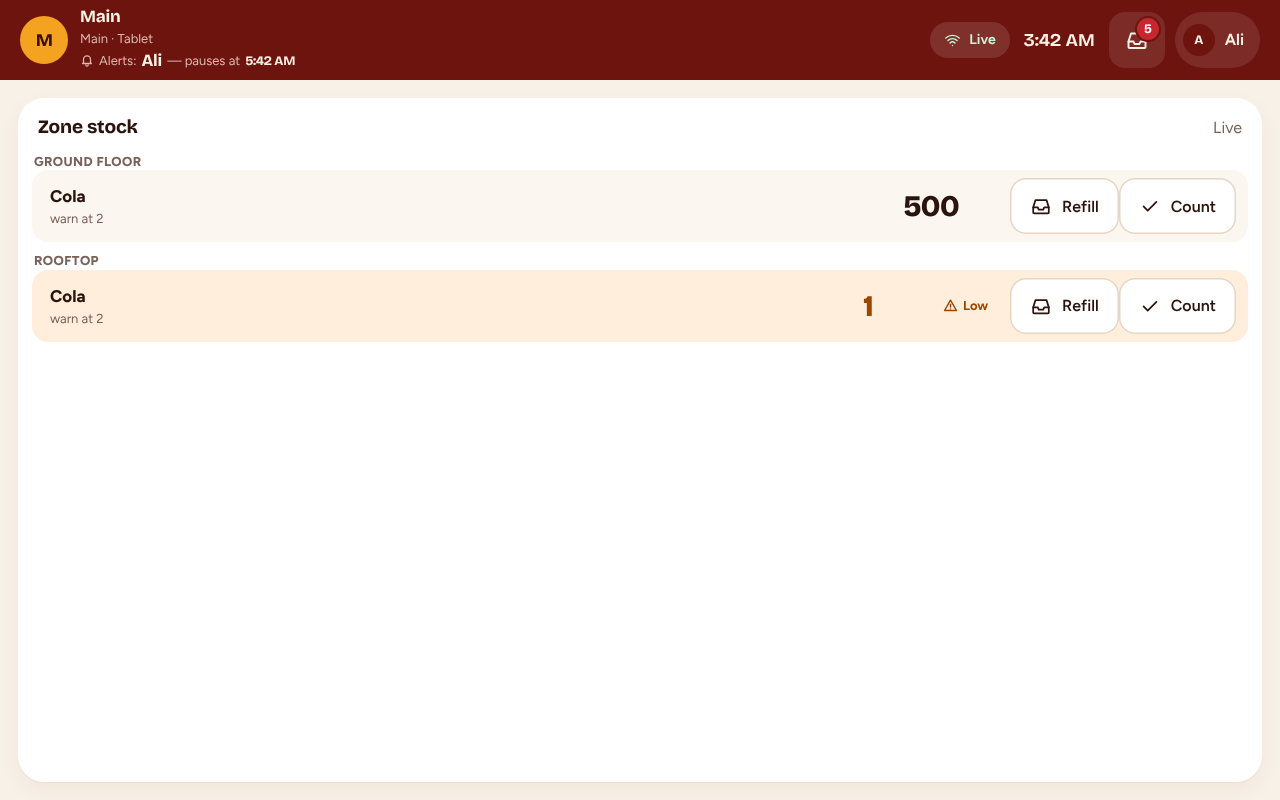 M
Main
Main · Tablet
Alerts: Ali — pauses at 5:42 AM
Live
3:42 AM
5
A
Ali
Zone stock
Live
GROUND FLOOR
Cola
warn at 2
500
Refill
Count
ROOFTOP
Cola
warn at 2
1
Low
Refill
Count